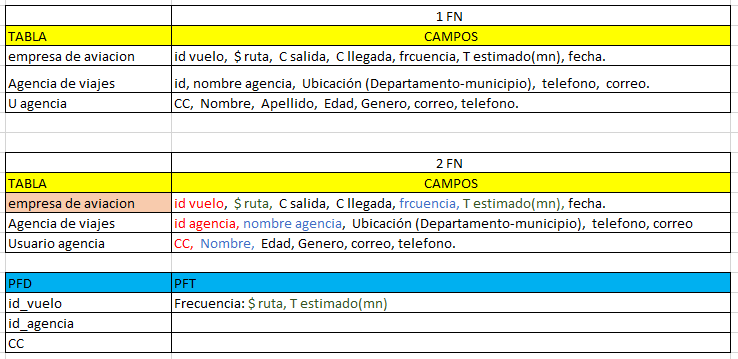 1 FN
TABLA CAMPOS
empresa de aviacion id vuelo, $ ruta, C salida, C llegada, frcuencia, T estimado(mn), fecha.
Agencia de viajes id, nombre agencia, Ubicación (Departamento-municipio), telefono, correo.
U agencia CC, Nombre, Apellido, Edad, Genero, correo, telefono.
2 FN
TABLA CAMPOS
empresa de aviacion id vuelo, $ ruta, C salida, C llegada, frcuencia, T estimado(mn), fecha.
Agencia de viajes id agencia, nombre agencia, Ubicación (Departamento-municipio), telefono, correo
Usuario agencia CC, Nombre, Edad, Genero, correo, telefono.
PFD PFT
id_vuelo Frecuencia: $ ruta, T estimado(mn)
id_agencia
CC